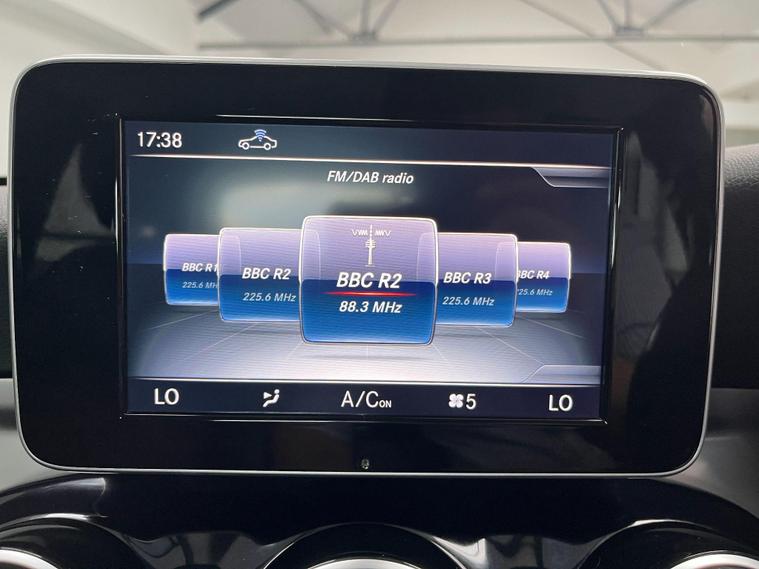 17:38
FM/DAB radio
BBC R1
225.6 MHz
BBC R2
225.6 MHz
BBC R2
88.3 MHz
BBC R3
225.6 MHz
BBC R4
225.6 MHz
LO A/C ON 5 LO